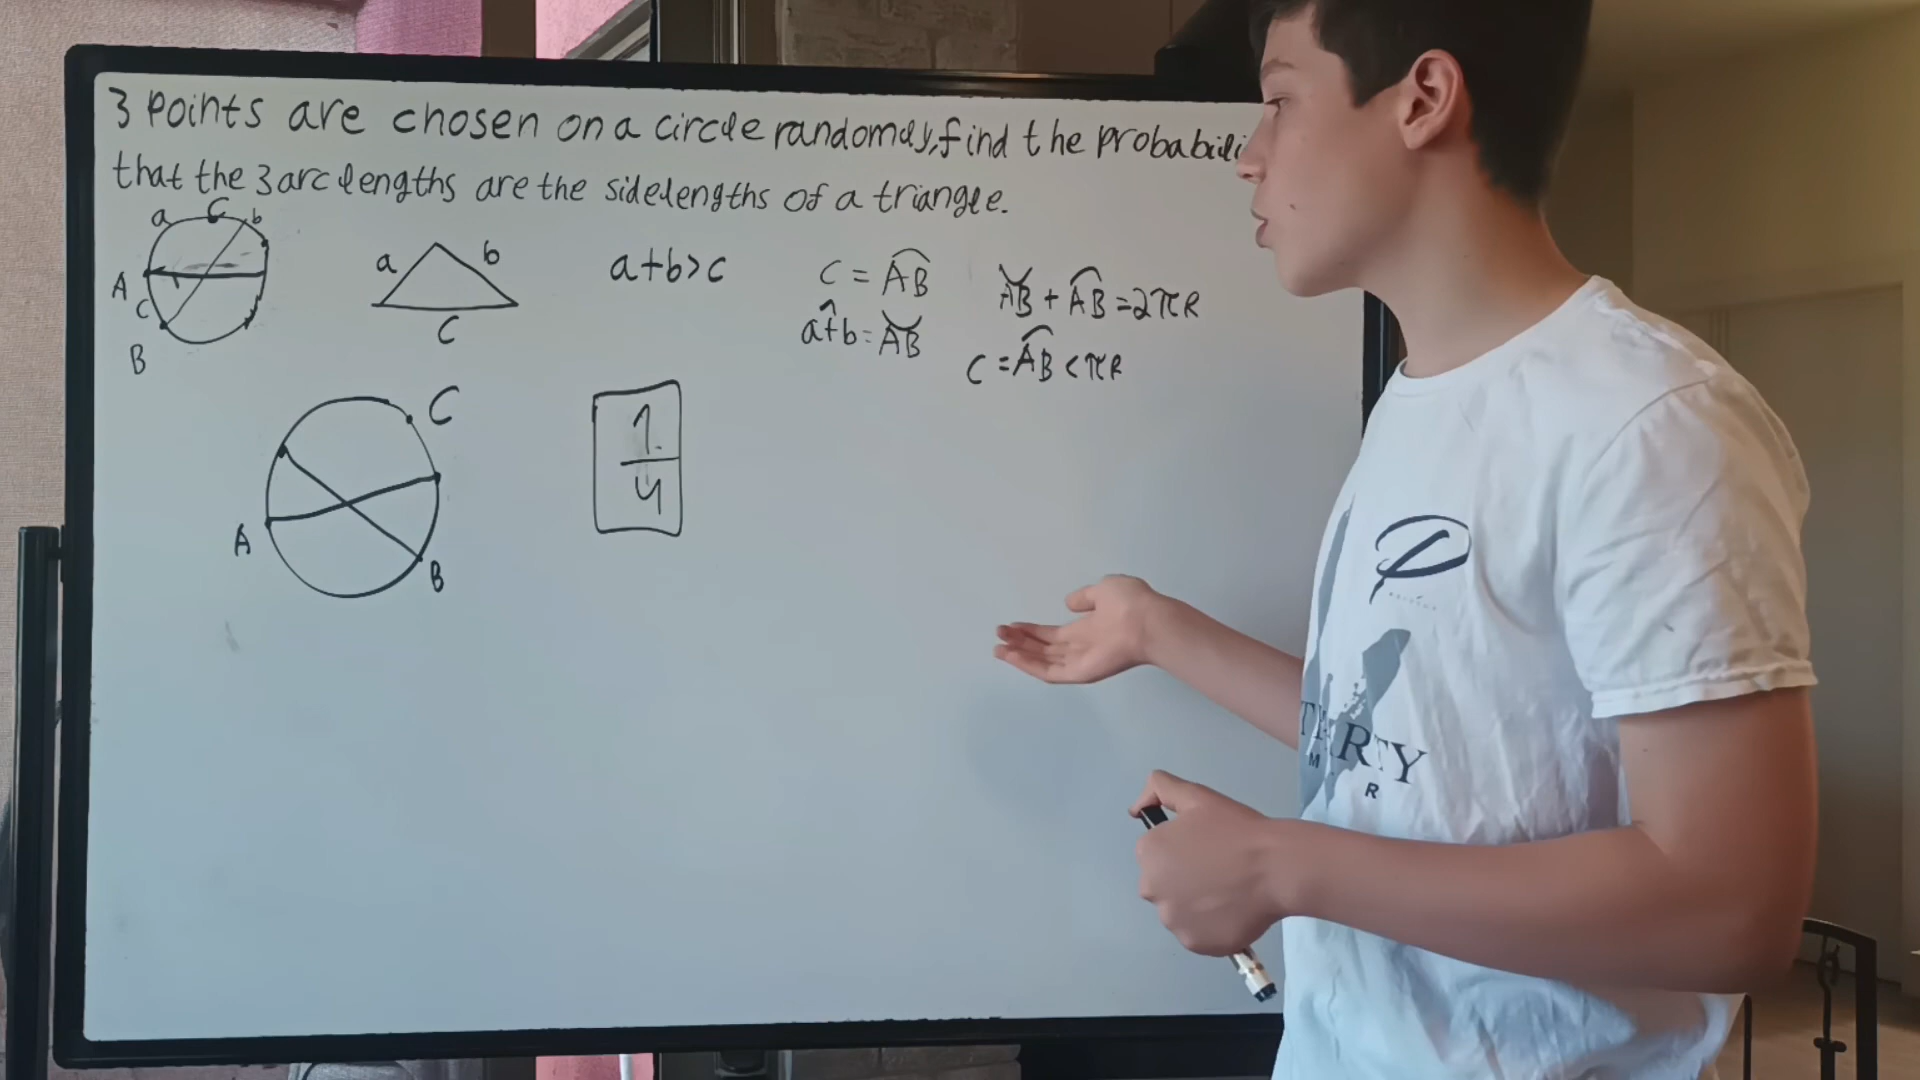 3 points are chosen on a circle randomly, find the
that the 3 arc lengths are the sidelengths of a triangle.
a C b
A
C
B
a b
C
a+b>c
C = AB
a+b = AB
AB + AB = 2πR
C = AB < πR
C
A
B
1
4
R